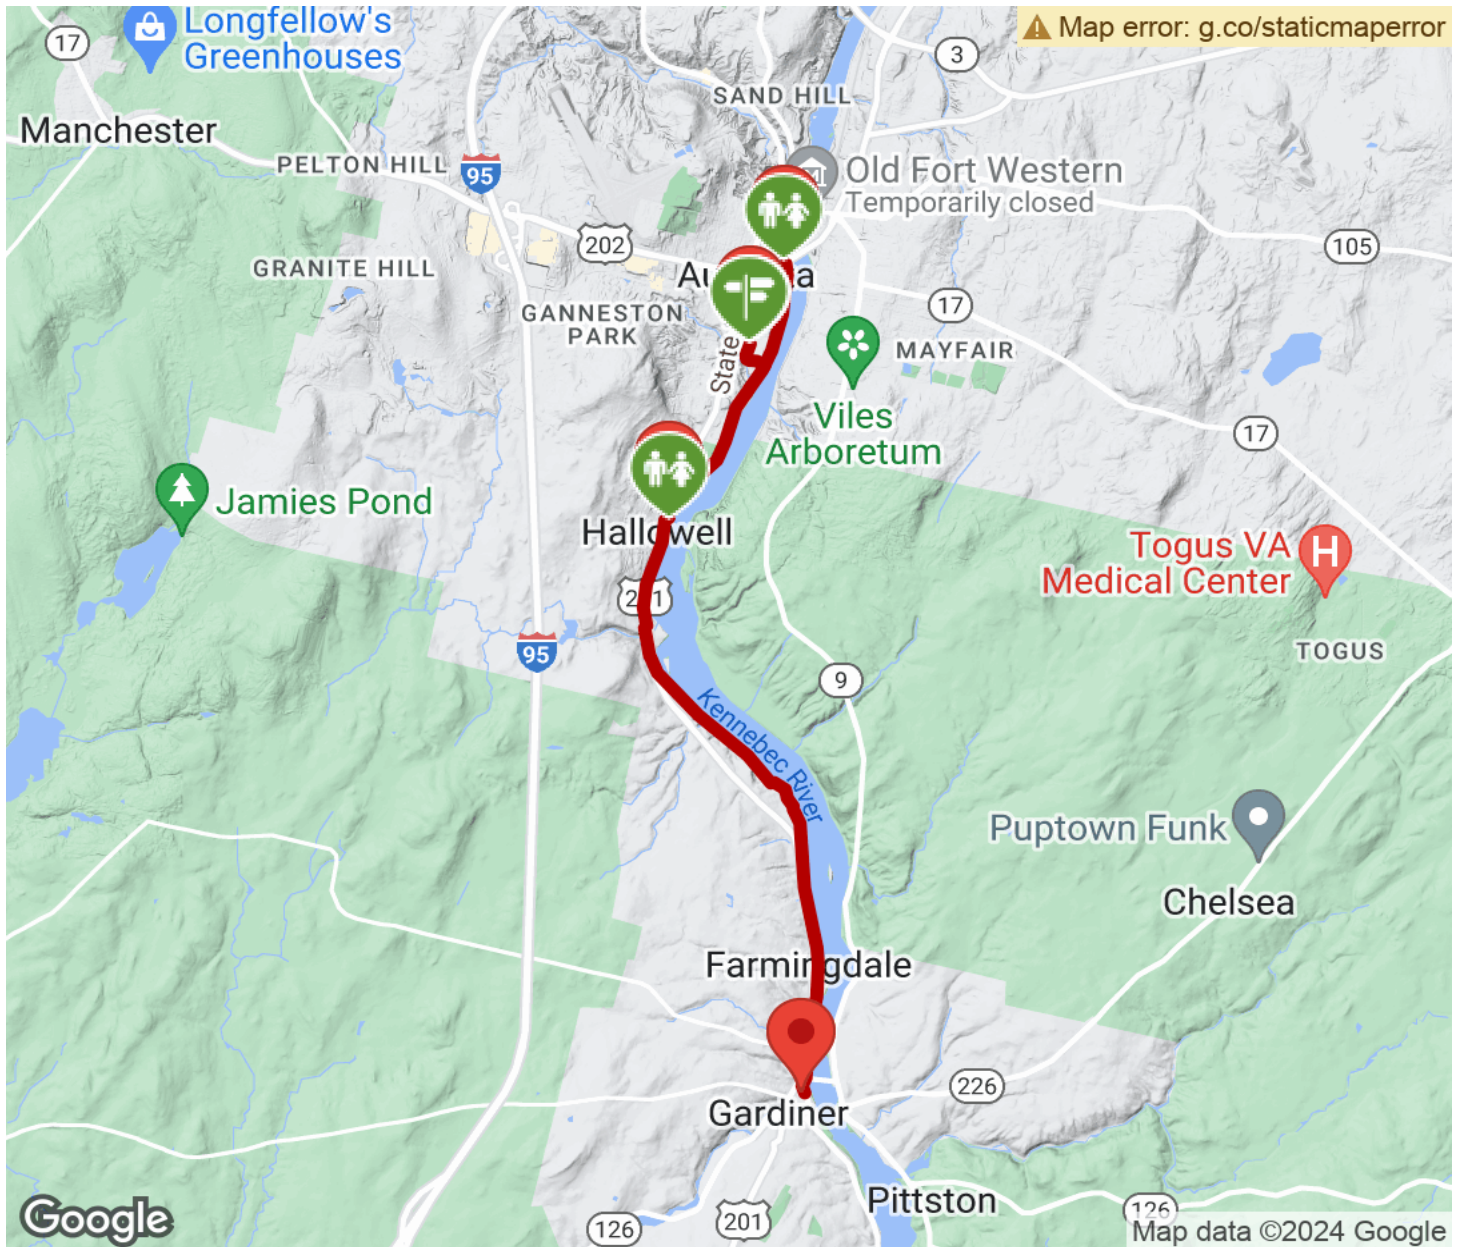 Longfellow's
Greenhouses
Map error: g.co/staticmaperror
17
3
SAND HILL
Manchester
PELTON HILL
95
Old Fort Western
Temporarily closed
202
105
GRANITE HILL
Au
a
17
GANNESTON
PARK
MAYFAIR
State
Viles
Arboretum
17
Jamies Pond
Hallowell
Togus VA
Medical Center
H
2
1
95
TOGUS
9
Kennebec River
Puptown Funk
Chelsea
Farmingdale
226
Gardiner
Pittston
126
201
126
Google
Map data ©2024 Google